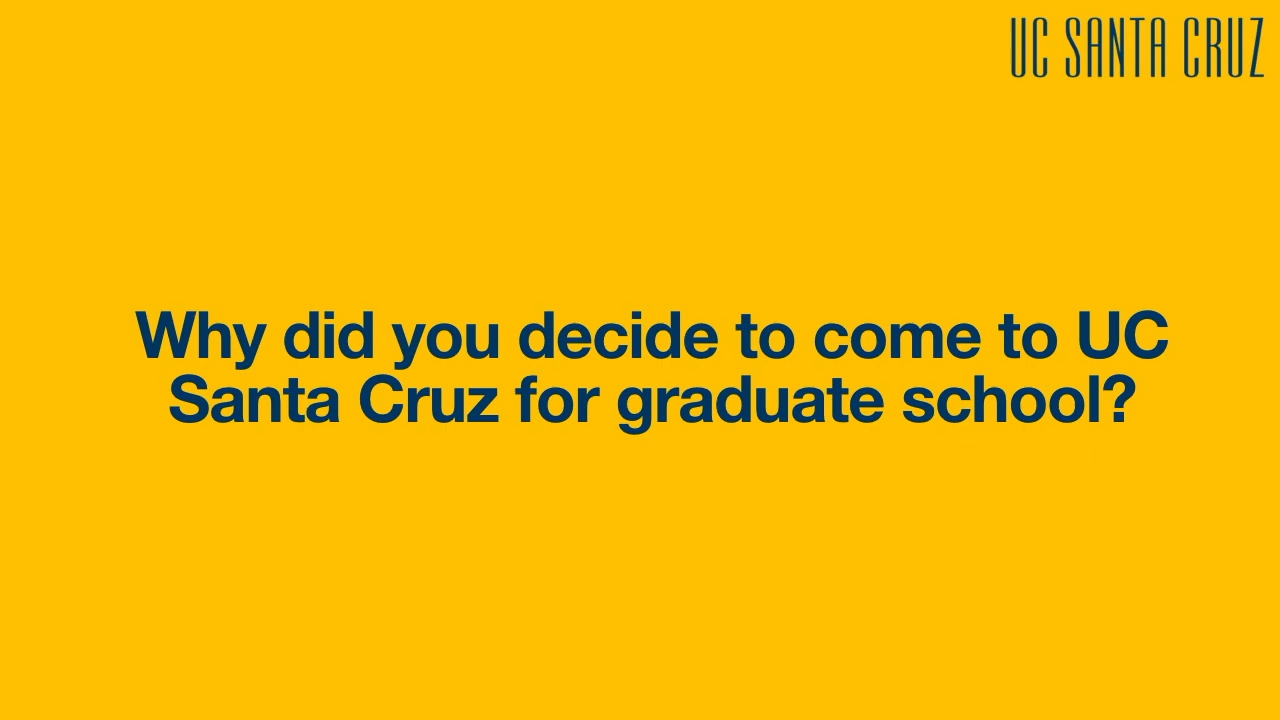 UC SANTA CRUZ
Why did you decide to come to UC
Santa Cruz for graduate school?